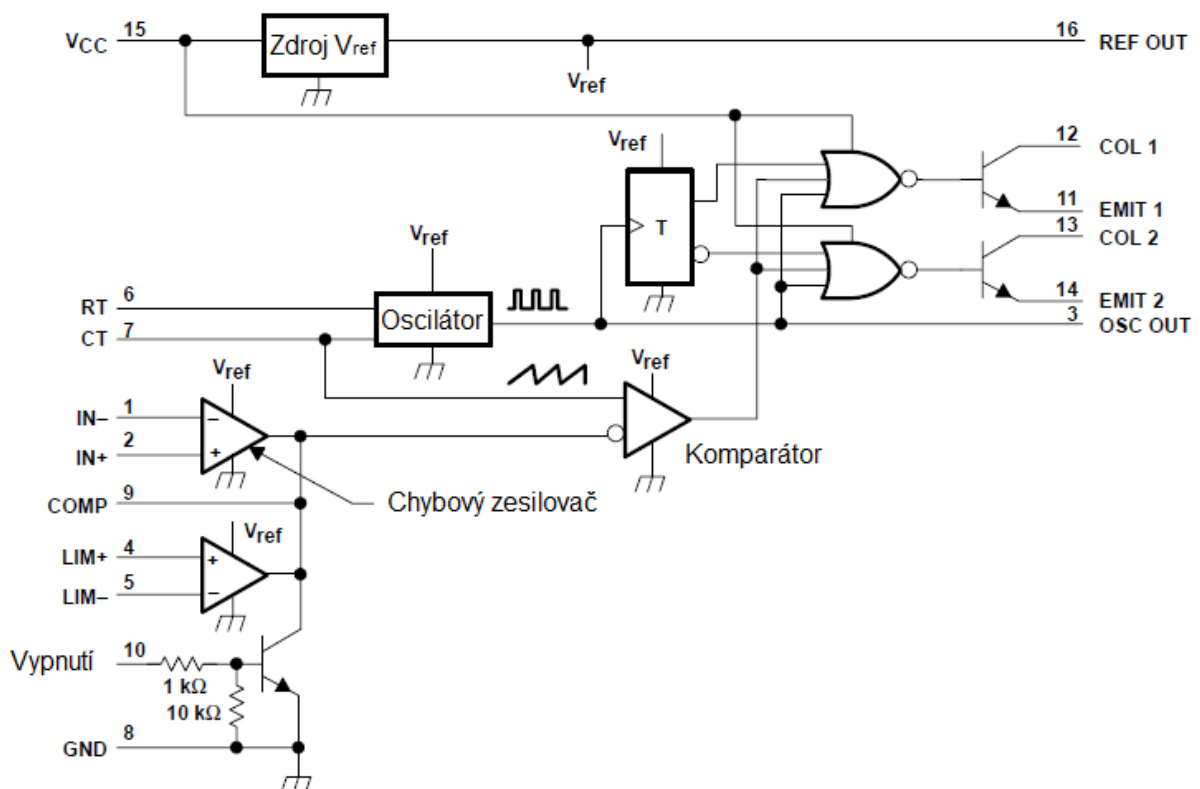 VCC 15 Zdroj Vref 16 REF OUT
Vref
Vref 12 COL 1
T 11 EMIT 1
13 COL 2
Vref
14 EMIT 2
RT 6 Oscilátor 3 OSC OUT
CT 7
Vref Vref
IN– 1 –
IN+ 2 +
Komparátor
COMP 9 Chybový zesilovač
Vref
LIM+ 4 +
LIM– 5 –
Vypnutí 10
1 kΩ
10 kΩ
GND 8